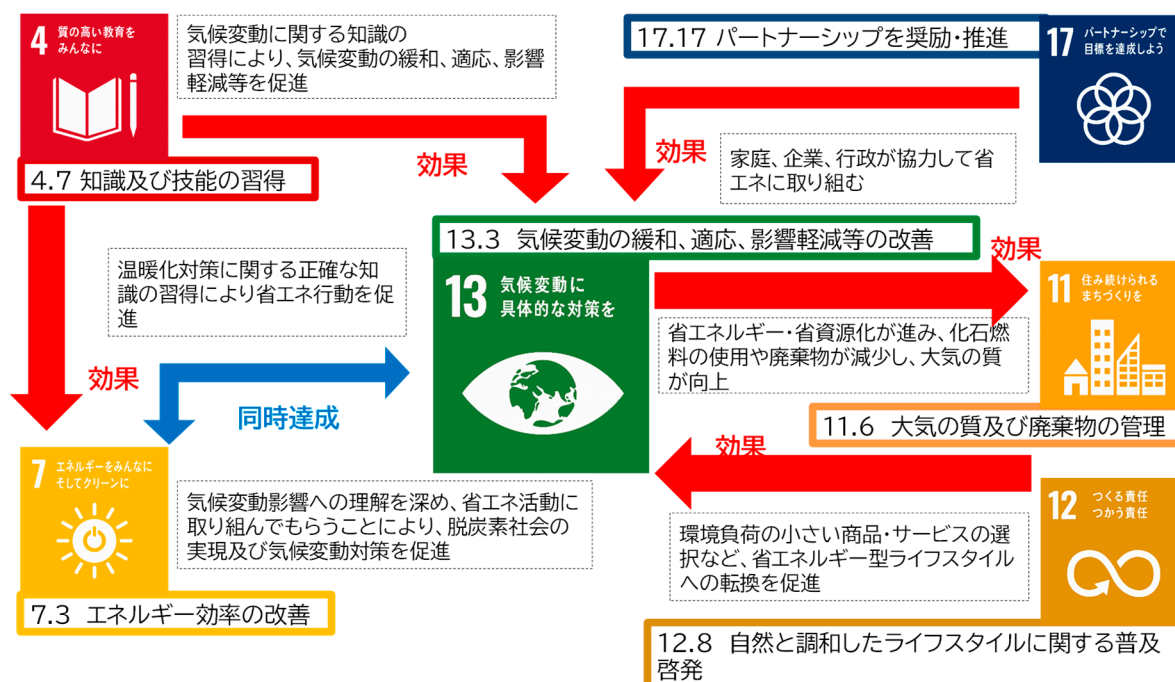 4 質の高い教育を
みんなに
気候変動に関する知識の
習得により、気候変動の緩和、適応、影響
軽減等を促進
17.17 パートナーシップを奨励・推進
17 パートナーシップで
目標を達成しよう
効果
効果
家庭、企業、行政が協力して省
エネに取り組む
4.7 知識及び技能の習得
13.3 気候変動の緩和、適応、影響軽減等の改善
効果
温暖化対策に関する正確な知
識の習得により省エネ行動を促
進
13 気候変動に
具体的な対策を
11 住み続けられる
まちづくりを
省エネルギー・省資源化が進み、化石燃
料の使用や廃棄物が減少し、大気の質
が向上
効果
同時達成
11.6 大気の質及び廃棄物の管理
効果
7 エネルギーをみんなに
そしてクリーンに
気候変動影響への理解を深め、省エネ活動に
取り組んでもらうことにより、脱炭素社会の
実現及び気候変動対策を促進
12 つくる責任
つかう責任
環境負荷の小さい商品・サービスの選
択など、省エネルギー型ライフスタイル
への転換を促進
7.3 エネルギー効率の改善
12.8 自然と調和したライフスタイルに関する普及
啓発